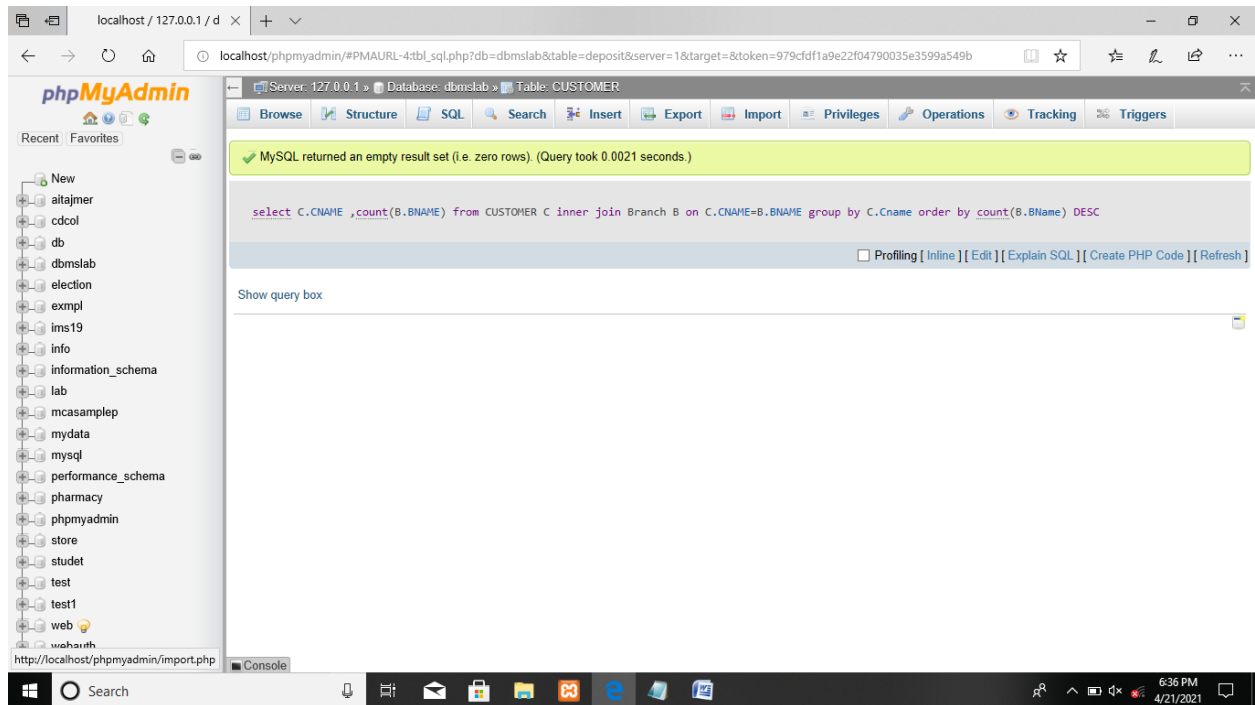 localhost / 127.0.0.1 / d
localhost/phpmyadmin/#PMAURL-4:tbl_sql.php?db=dbmslab&table=deposit&server=1&target=&token=979cfdf1a9e22f04790035e3599a549b
phpMyAdmin
Recent Favorites
New
aitajmer
cdcol
db
dbmslab
election
exmpl
ims19
info
information_schema
lab
mcasamplep
mydata
mysql
performance_schema
pharmacy
phpmyadmin
store
studet
test
test1
web
webauth
http://localhost/phpmyadmin/import.php
Server: 127.0.0.1 » Database: dbmslab » Table: CUSTOMER
Browse Structure SQL Search Insert Export Import Privileges Operations Tracking Triggers
MySQL returned an empty result set (i.e. zero rows). (Query took 0.0021 seconds.)
select C.CNAME ,count(B.BNAME) from CUSTOMER C inner join Branch B on C.CNAME=B.BNAME group by C.Cname order by count(B.BName) DESC
Profiling [ Inline ] [ Edit ] [ Explain SQL ] [ Create PHP Code ] [ Refresh ]
Show query box
Console
Search
6:36 PM
4/21/2021